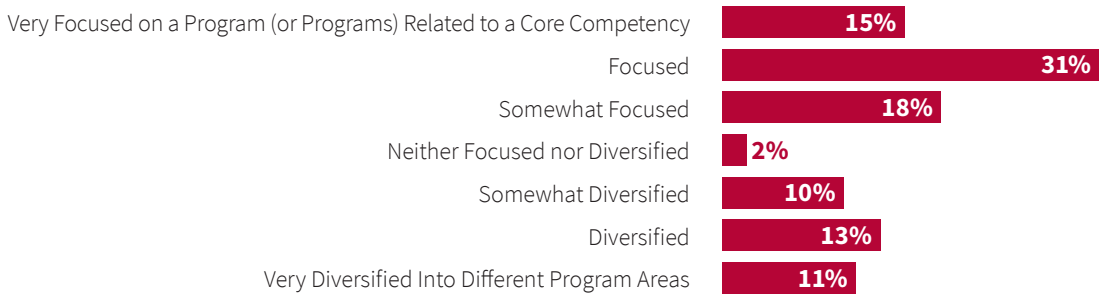 Very Focused on a Program (or Programs) Related to a Core Competency 15%
Focused 31%
Somewhat Focused 18%
Neither Focused nor Diversified 2%
Somewhat Diversified 10%
Diversified 13%
Very Diversified Into Different Program Areas 11%